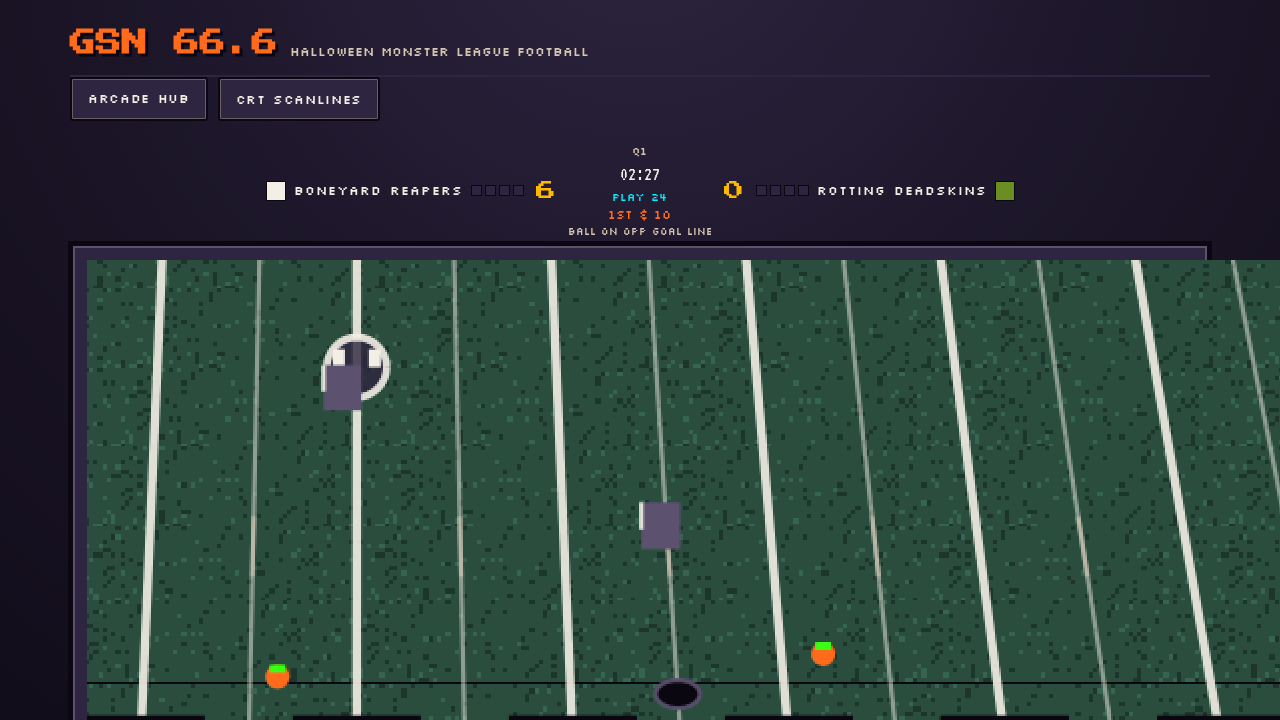 GSN 66.6 HALLOWEEN MONSTER LEAGUE FOOTBALL
ARCADE HUB CRT SCANLINES
Q1
BONEYARD REAPERS 6 02:27 0 ROTTING DEADSKINS
PLAY 24
1ST & 10
BALL ON OPP GOAL LINE